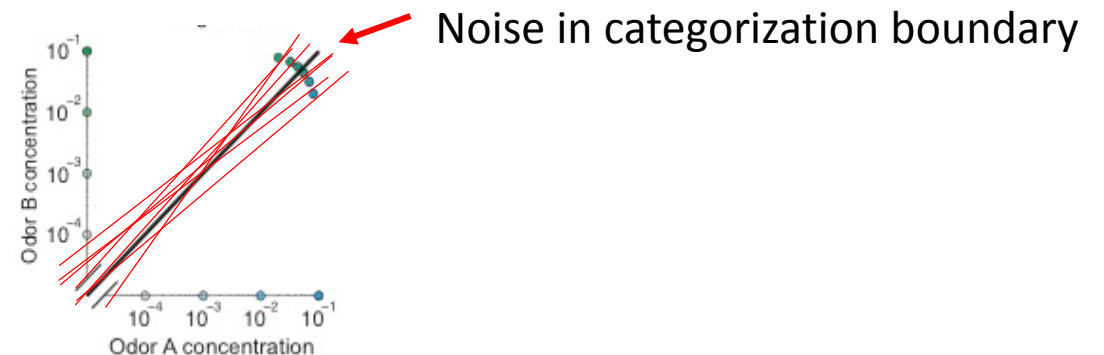 Noise in categorization boundary
Odor B concentration
10⁻¹
10⁻²
10⁻³
10⁻⁴
10⁻⁴ 10⁻³ 10⁻² 10⁻¹
Odor A concentration